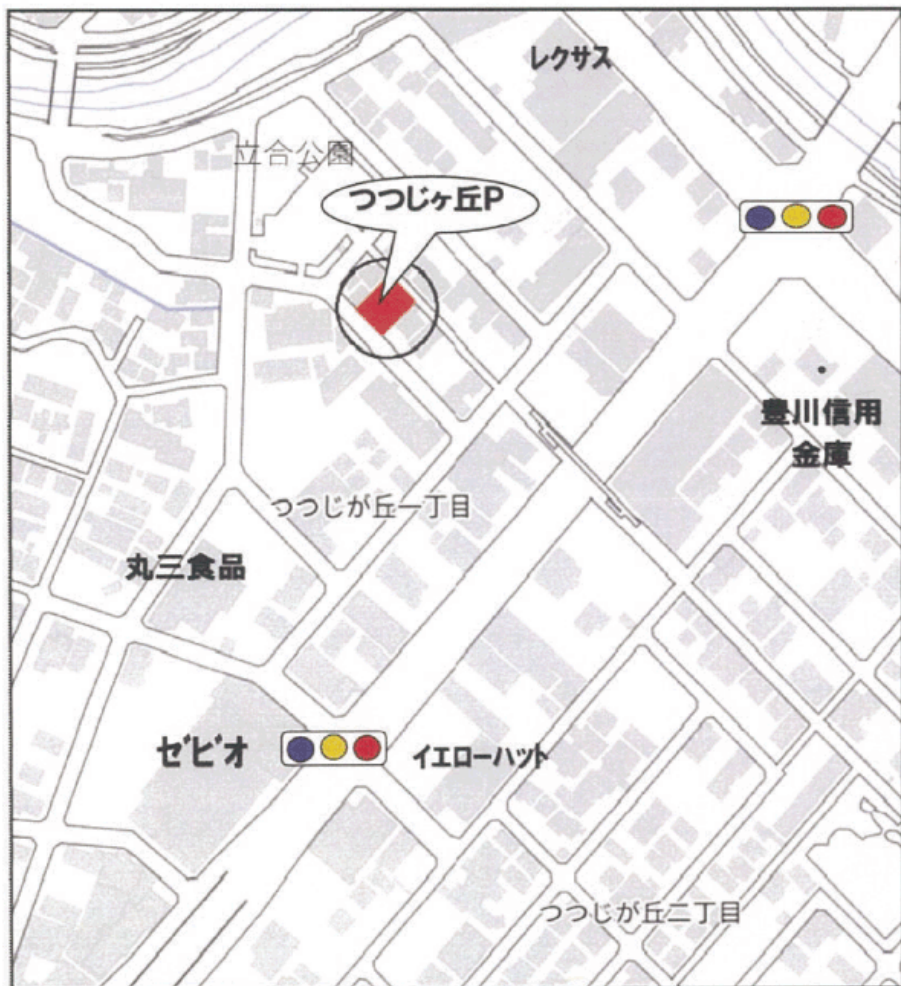 レクサス
立合公園
つつじヶ丘P
豊川信用
金庫
つつじが丘一丁目
丸三食品
ゼビオ
イエローハット
つつじが丘二丁目